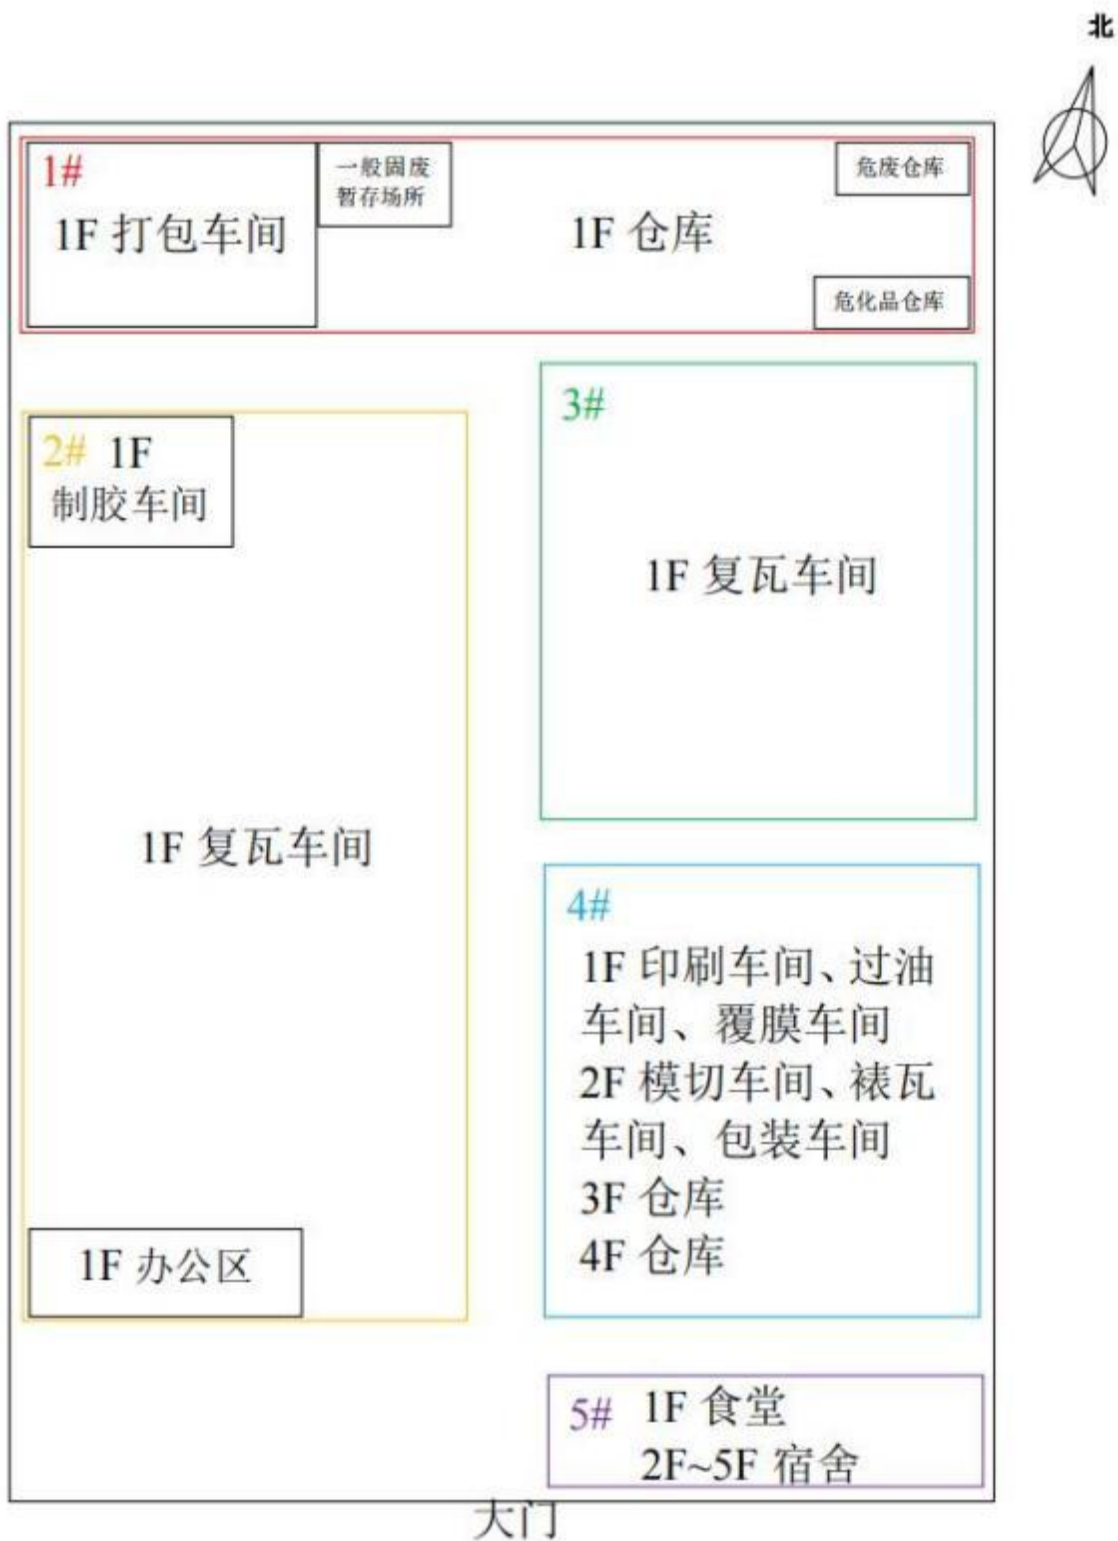 北
1#
1F 打包车间
一般固废
暂存场所
1F 仓库
危废仓库
危化品仓库
2# 1F
制胶车间
1F 复瓦车间
1F 办公区
3#
1F 复瓦车间
4#
1F 印刷车间、过油
车间、覆膜车间
2F 模切车间、裱瓦
车间、包装车间
3F 仓库
4F 仓库
5# 1F 食堂
2F~5F 宿舍
大门